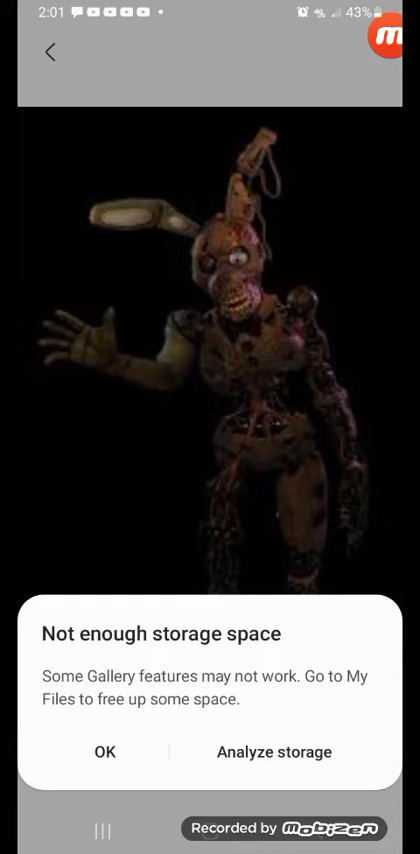 2:01
4G 43%
Not enough storage space
Some Gallery features may not work. Go to My
Files to free up some space.
OK Analyze storage
Recorded by mobizen